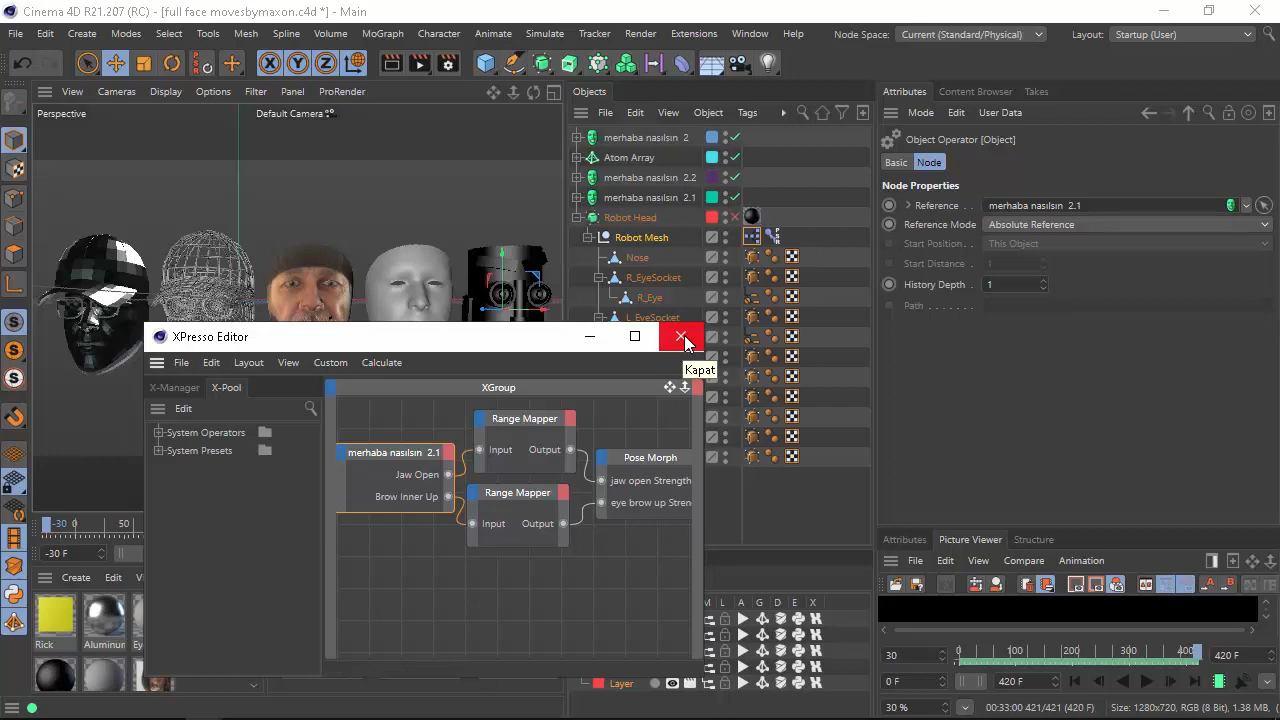 Cinema 4D R21.207 (RC) - [full face movesbymaxon.c4d *] - Main
File Edit Create Modes Select Tools Mesh Spline Volume MoGraph Character Animate Simulate Tracker Render Extensions Window Help Node Space: Current (Standard/Physical) Layout: Startup (User)
View Cameras Display Options Filter Panel ProRender
Perspective Default Camera
Objects
File Edit View Object Tags
merhaba nasılsın 2
Atom Array
merhaba nasılsın 2.2
merhaba nasılsın 2.1
Robot Head
Robot Mesh
Nose
R_EyeSocket
R_Eye
L_EyeSocket
Attributes Content Browser Takes
Mode Edit User Data
Object Operator [Object]
Basic Node
Node Properties
Reference merhaba nasılsın 2.1
Reference Mode Absolute Reference
Start Position This Object
Start Distance 1
History Depth 1
Path
XPresso Editor
Kapat
File Edit Layout View Custom Calculate
X-Manager X-Pool
Edit
System Operators
System Presets
XGroup
merhaba nasılsın 2.1
Jaw Open
Brow Inner Up
Range Mapper
Input Output
Range Mapper
Input Output
Pose Morph
jaw open Strength
eye brow up Stren
-30 50
-30 F
Create Edit
Rick Aluminum
M L A G D E X
Layer
Attributes Picture Viewer Structure
File Edit View Compare Animation
30 0 100 200 300 400 420 F
0 F 420 F
30 % 00:33:00 421/421 (420 F) Size: 1280x720, RGB (8 Bit), 1.38 MB,